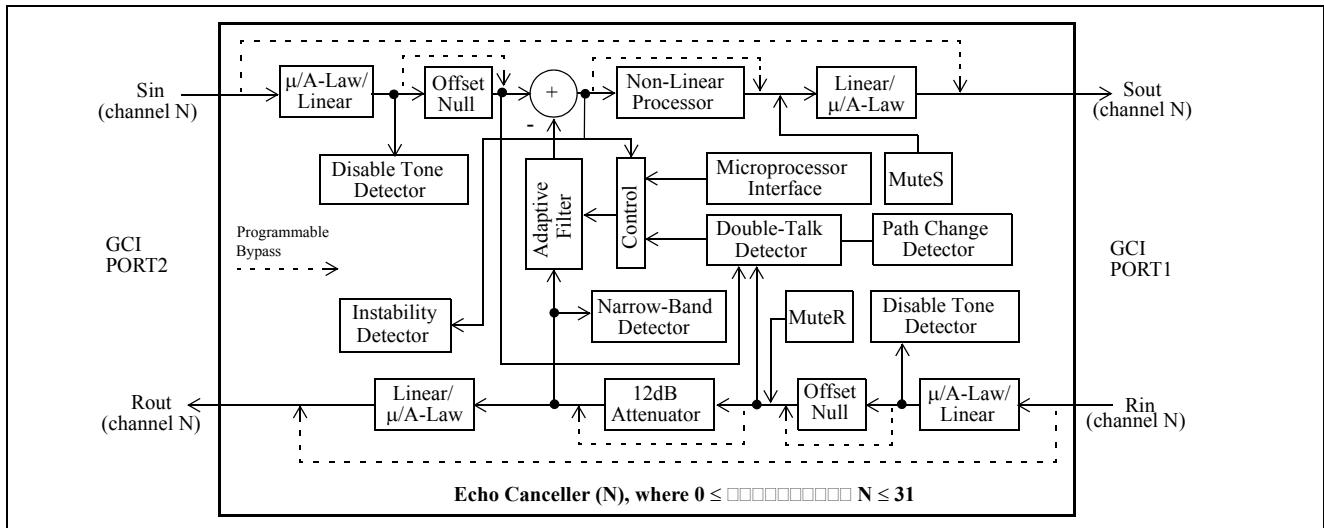 Sin
(channel N)
μ/A-Law/
Linear
Offset
Null
+
-
Non-Linear
Processor
Linear/
μ/A-Law
Sout
(channel N)
Disable Tone
Detector
Adaptive
Filter
Control
Microprocessor
Interface
MuteS
Double-Talk
Detector
Path Change
Detector
GCI
PORT2
Programmable
Bypass
GCI
PORT1
Instability
Detector
Narrow-Band
Detector
MuteR
Disable Tone
Detector
Rout
(channel N)
Linear/
μ/A-Law
12dB
Attenuator
Offset
Null
μ/A-Law/
Linear
Rin
(channel N)
Echo Canceller (N), where 0 ≤ □□□□□□□□□□ N ≤ 31